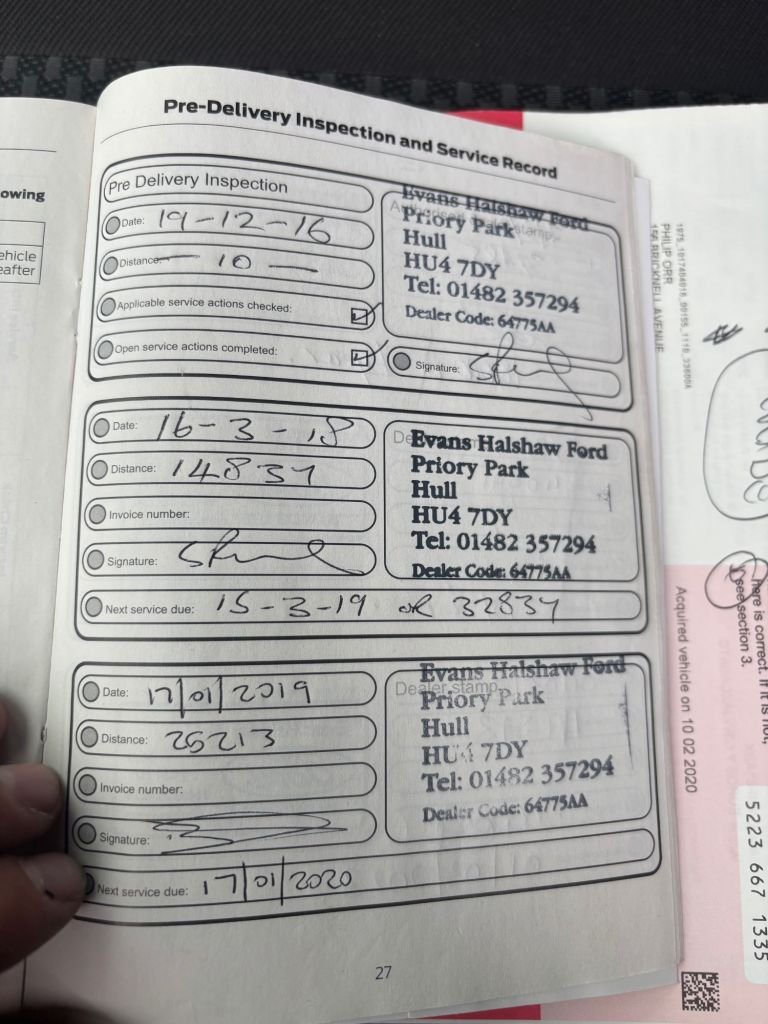 Pre-Delivery Inspection and Service Record
Pre Delivery Inspection
Date: 19-12-16
Distance: 10
Applicable service actions checked:
Open service actions completed:
Evans Halshaw Ford
Priory Park
Hull
HU4 7DY
Tel: 01482 357294
Dealer Code: 64775AA
Signature:
Date: 16-3-18
Distance: 14837
Invoice number:
Signature:
Next service due: 15-3-19 OR 32837
Evans Halshaw Ford
Priory Park
Hull
HU4 7DY
Tel: 01482 357294
Dealer Code: 64775AA
Date: 17/01/2019
Distance: 25213
Invoice number:
Signature:
Next service due: 17/01/2020
Dealer stamp
Evans Halshaw Ford
Priory Park
Hull
HU4 7DY
Tel: 01482 357294
Dealer Code: 64775AA
27
owing
ehicle
eafter
PHILIP ORR
BRICKNELL AVENUE
here is correct. If it is not,
see section 3.
Acquired vehicle on 10 02 2020
5223 667 1335